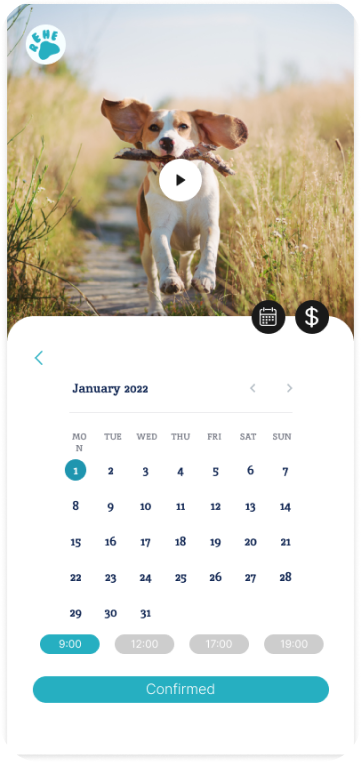 REHE
$
January 2022
MO TUE WED THU FRI SAT SUN
N
1 2 3 4 5 6 7
8 9 10 11 12 13 14
15 16 17 18 19 20 21
22 23 24 25 26 27 28
29 30 31
9:00 12:00 17:00 19:00
Confirmed